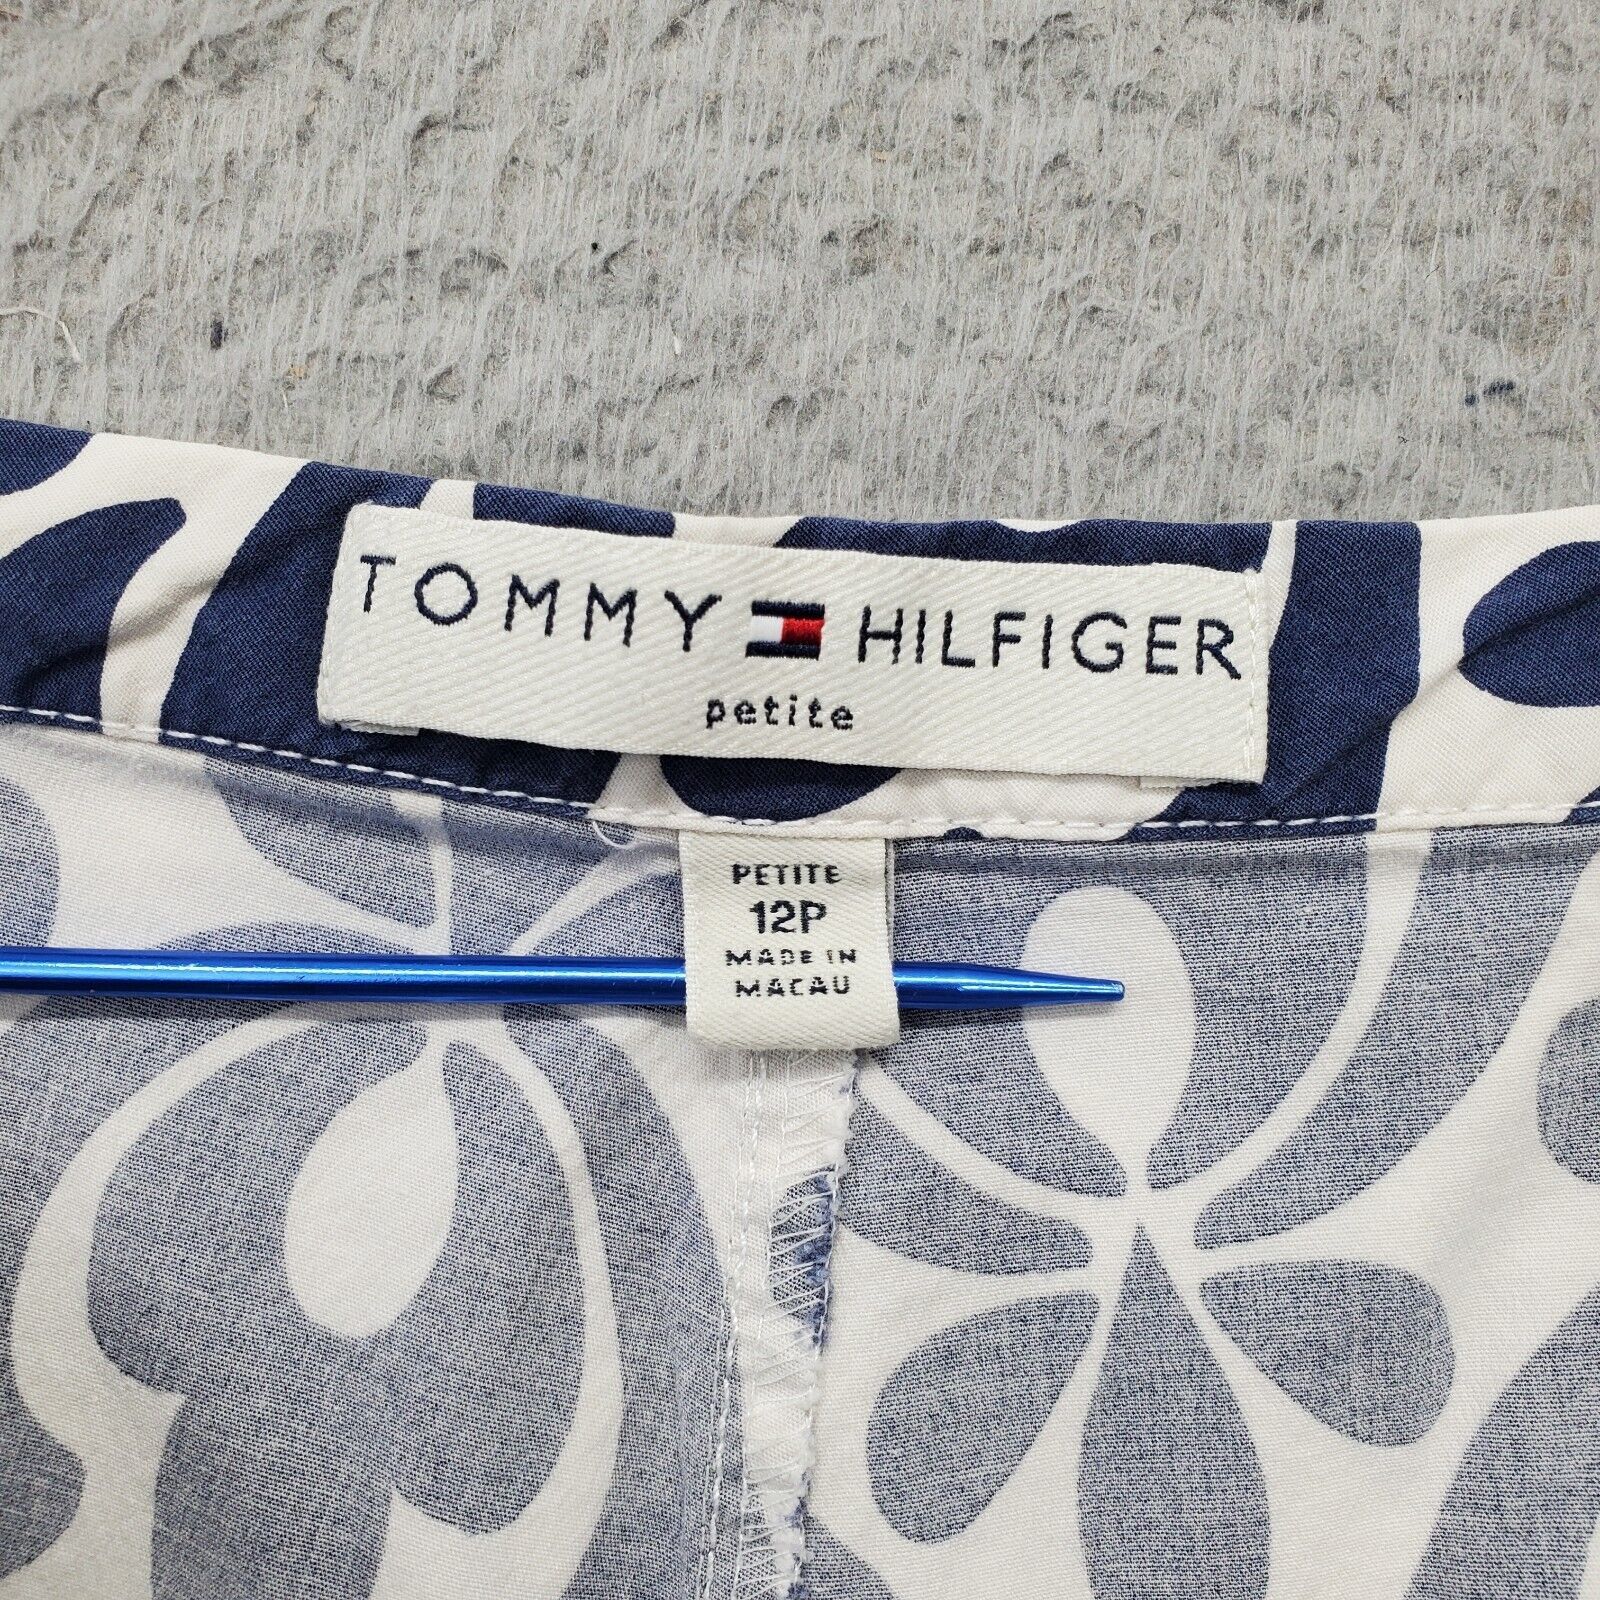 TOMMY HILFIGER
petite
PETITE
12P
MADE IN
MACAU